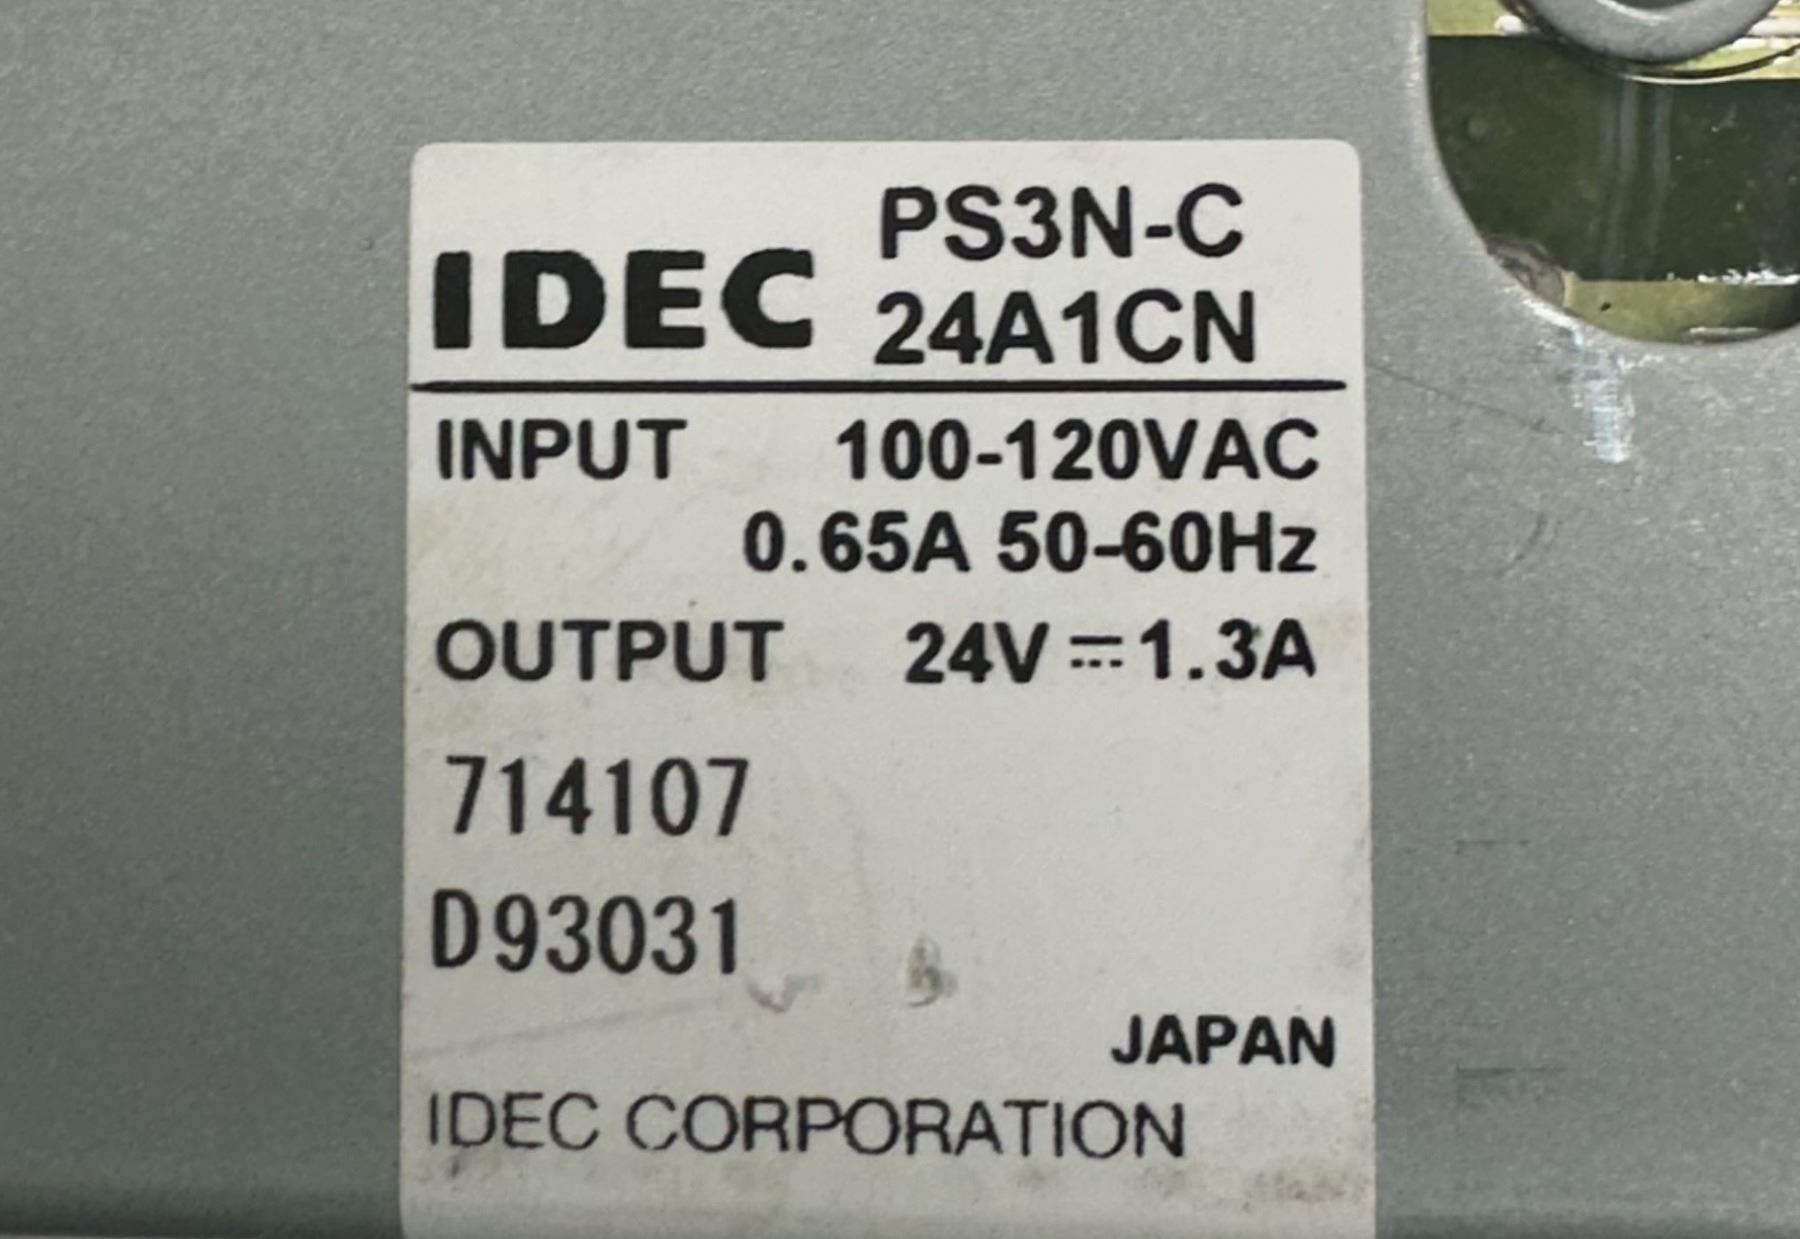 IDEC PS3N-C
24A1CN
INPUT 100-120VAC
0.65A 50-60Hz
OUTPUT 24V⎓1.3A
714107
D93031
JAPAN
IDEC CORPORATION